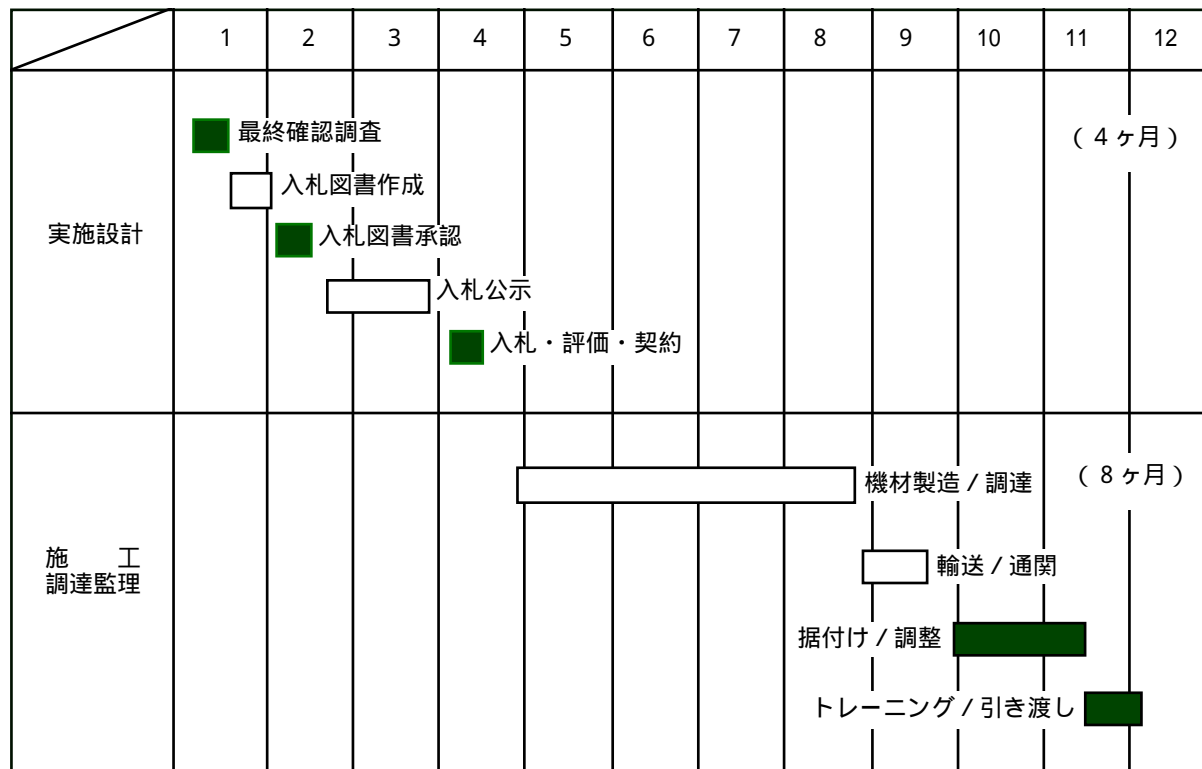 1 2 3 4 5 6 7 8 9 10 11 12
実施設計
最終確認調査
( 4 ヶ月 )
入札図書作成
入札図書承認
入札公示
入札・評価・契約
施 工
調達監理
機材製造 / 調達
( 8 ヶ月 )
輸送 / 通関
据付け / 調整
トレーニング / 引き渡し